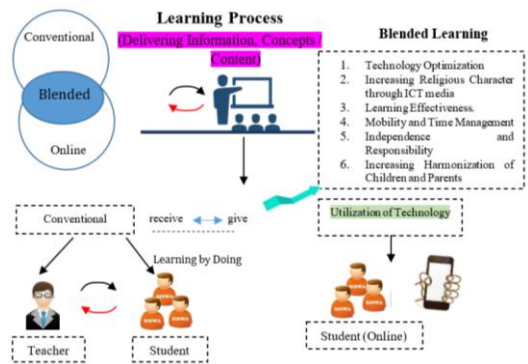 Conventional
Blended
Online
Learning Process
(Delivering Information, Concepts /
Content)
Blended Learning
1. Technology Optimization
2. Increasing Religious Character
through ICT media
3. Learning Effectiveness.
4. Mobility and Time Management
5. Independence and
Responsibility
6. Increasing Harmonization of
Children and Parents
Conventional
receive give
Utilization of Technology
Learning by Doing
Teacher
Student
Student (Online)